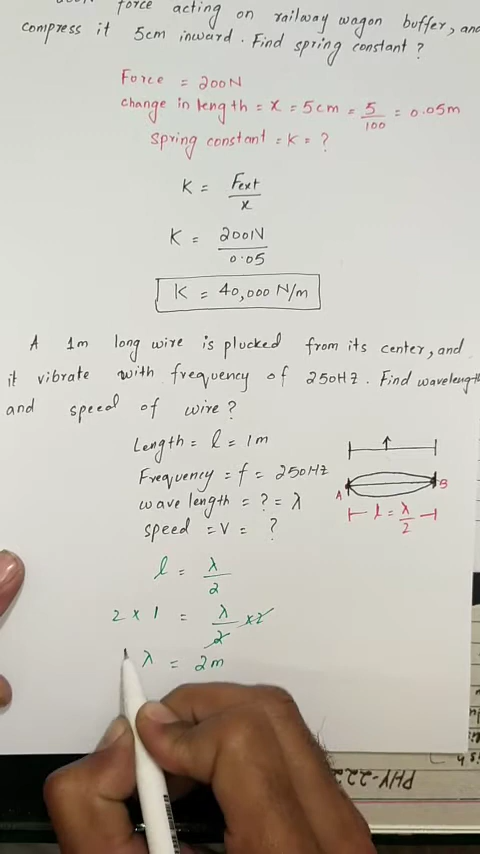 force acting on railway wagon buffer, and
compress it 5cm inward. Find spring constant?
Force = 200N
change in length = x = 5cm = 5/100 = 0.05m
Spring constant = K = ?
K = Fext/x
K = 200N/0.05
K = 40,000 N/m
A 1m long wire is plucked from its center, and
it vibrate with frequency of 250HZ. Find wavelength
and speed of wire?
Length = l = 1m
Frequency = f = 250HZ
wave length = ? = λ
speed = V = ?
A B
l = λ/2
l = λ/2
2 × 1 = λ/2 × 2
λ = 2m
PHY-222